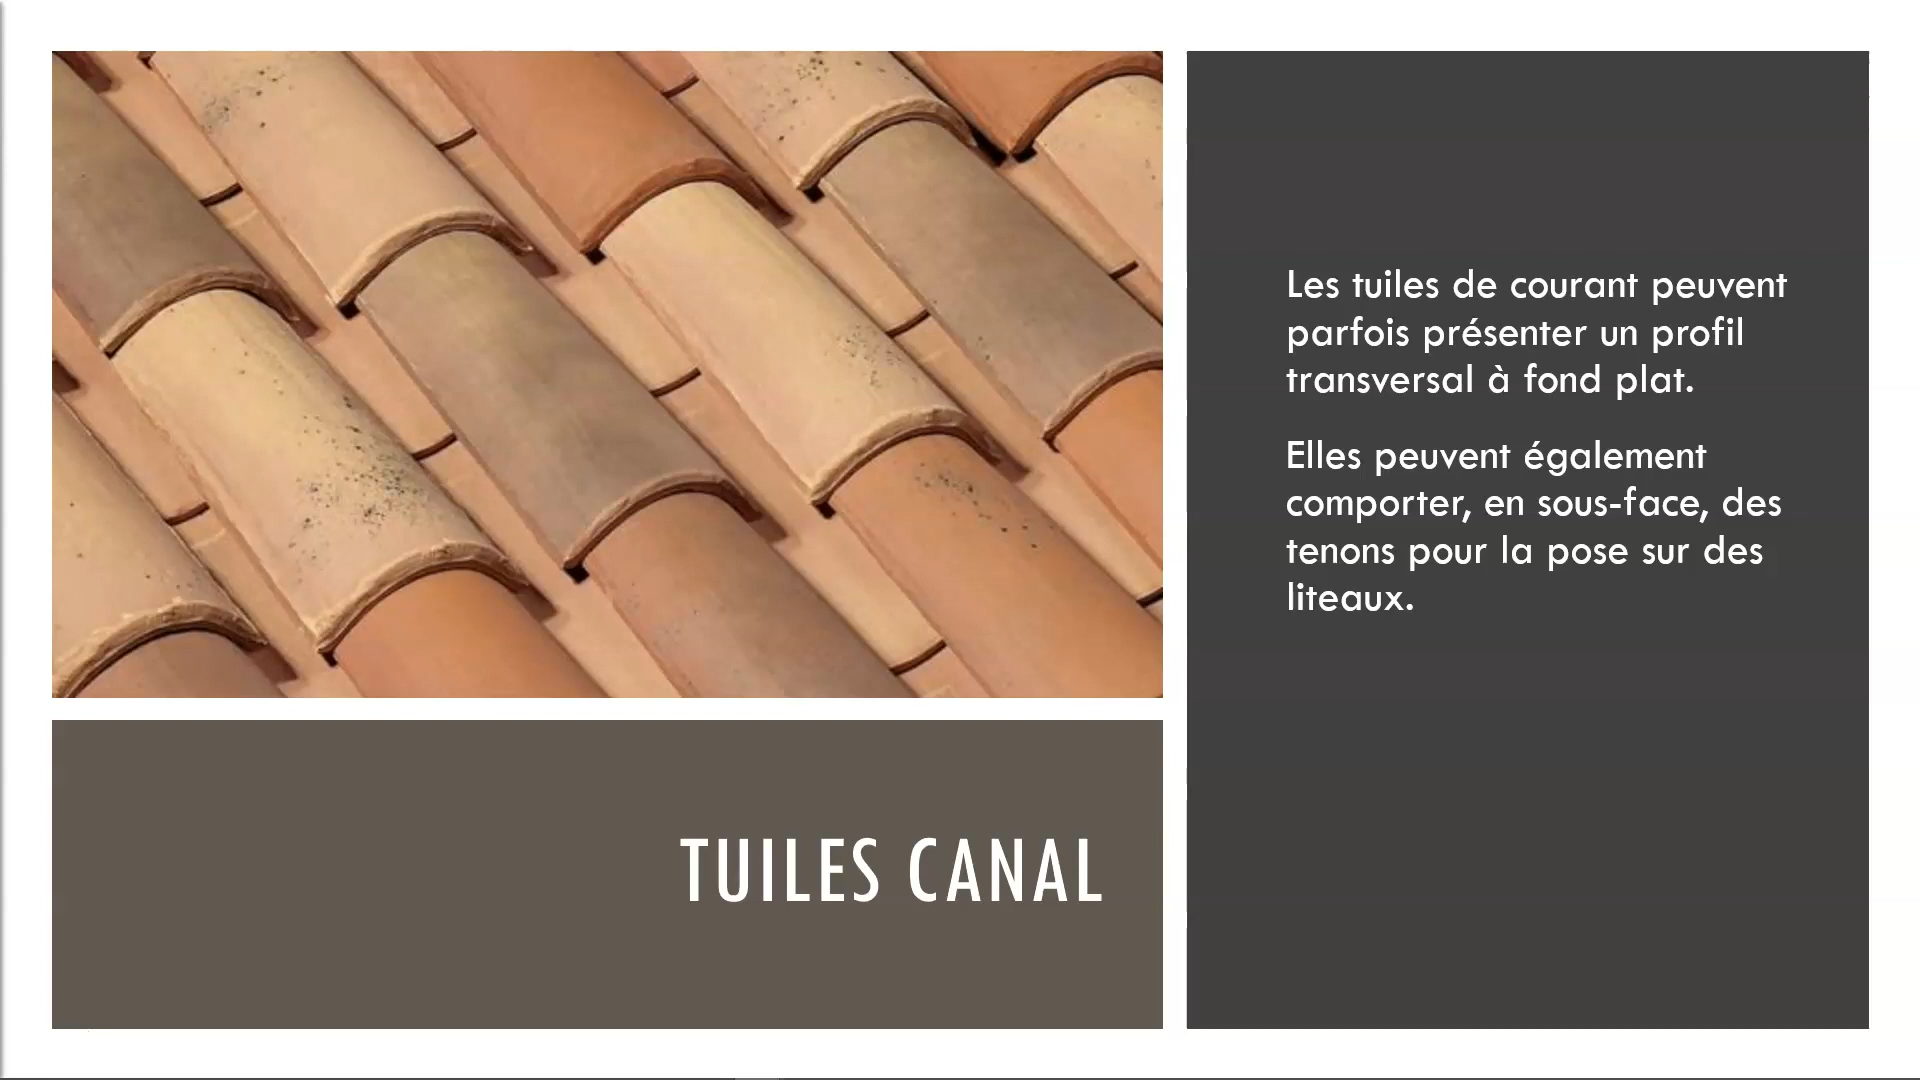 Les tuiles de courant peuvent
parfois présenter un profil
transversal à fond plat.
Elles peuvent également
comporter, en sous-face, des
tenons pour la pose sur des
liteaux.
TUILES CANAL